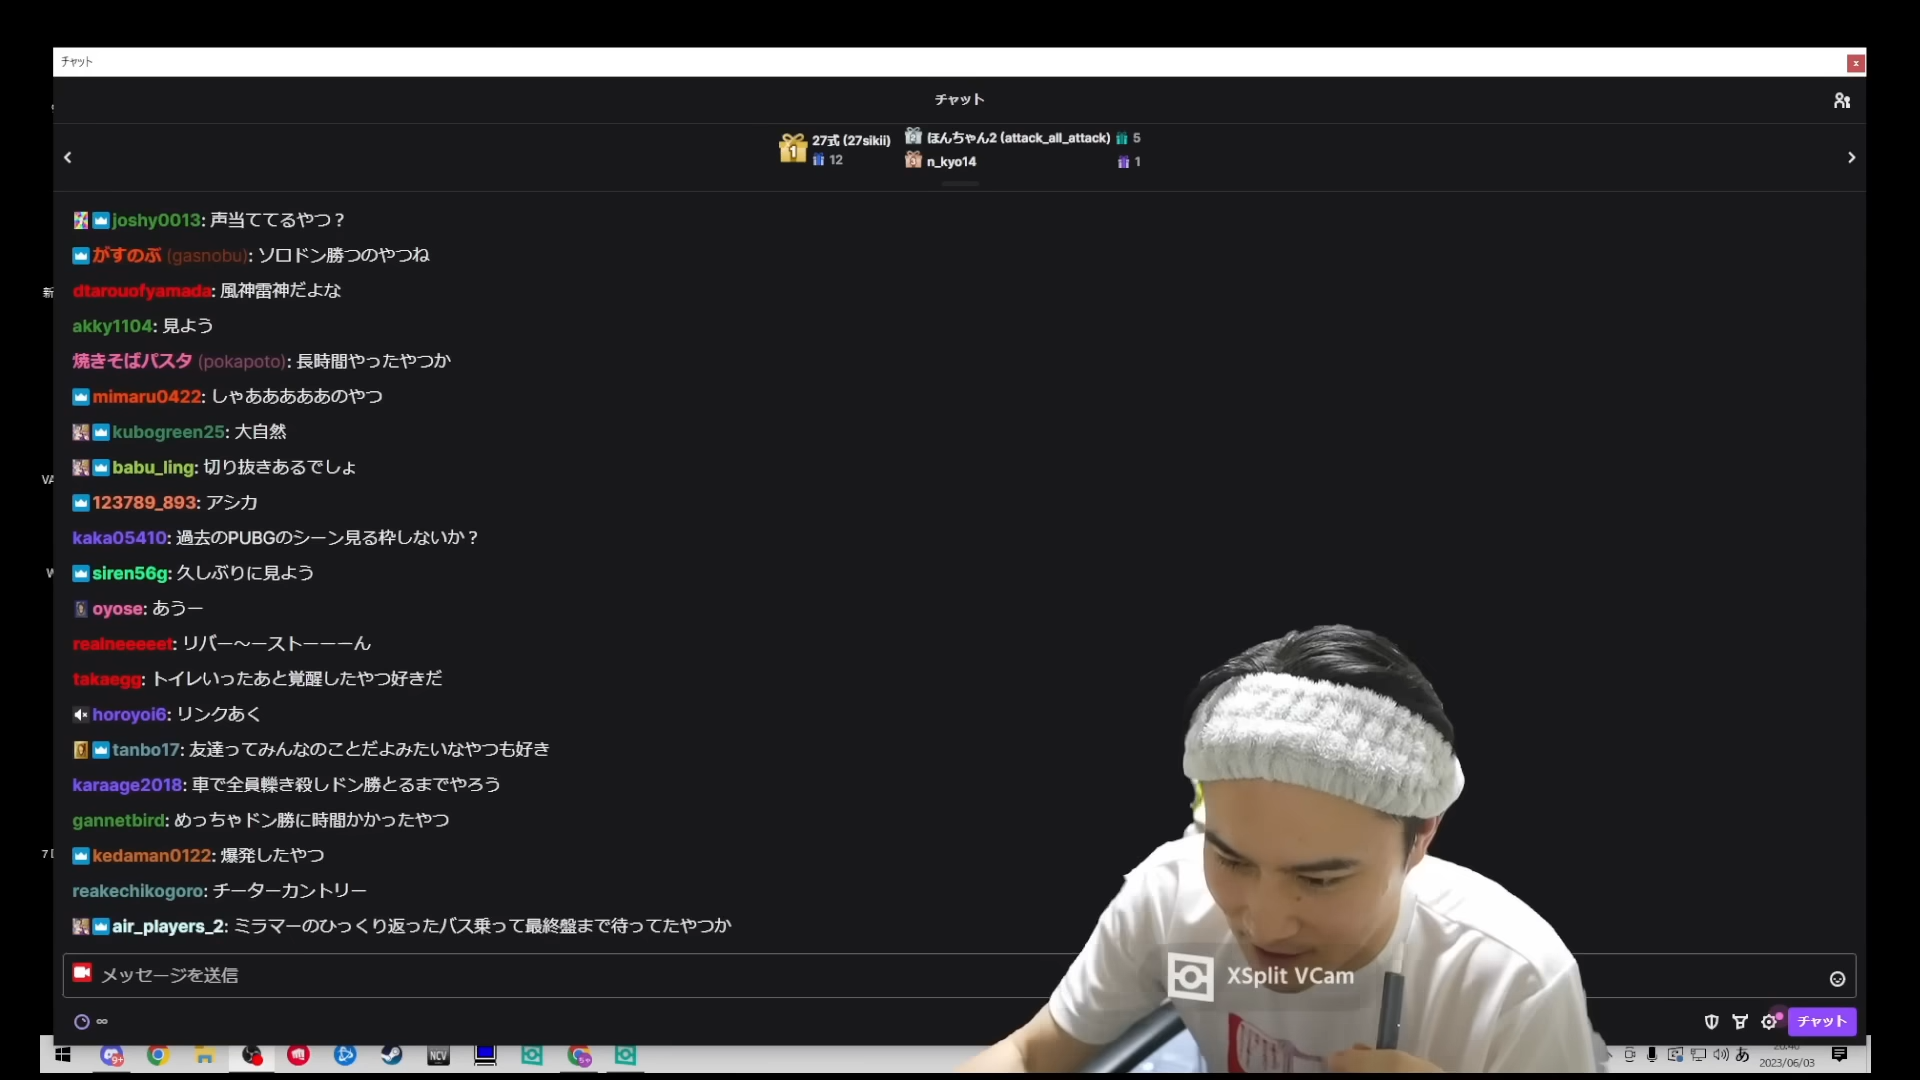 チャット
チャット
27式 (27sikii)
12
ほんちゃん2 (attack_all_attack) 5
n_kyo14 1
joshy0013: 声当ててるやつ？
がすのぶ (gasnobu): ソロドン勝つのやつね
dtarouofyamada: 風神雷神だよな
akky1104: 見よう
焼きそばパスタ (pokapoto): 長時間やったやつか
mimaru0422: しゃあああああのやつ
kubogreen25: 大自然
babu_ling: 切り抜きあるでしょ
123789_893: アシカ
kaka05410: 過去のPUBGのシーン見る枠しないか？
siren56g: 久しぶりに見よう
oyose: あうー
realneeeeet: リバー〜ーストーーーん
takaegg: トイレいったあと覚醒したやつ好きだ
horoyoi6: リンクあく
tanbo17: 友達ってみんなのことだよみたいなやつも好き
karaage2018: 車で全員轢き殺しドン勝とるまでやろう
gannetbird: めっちゃドン勝に時間かかったやつ
kedaman0122: 爆発したやつ
reakechikogoro: チーターカントリー
air_players_2: ミラマーのひっくり返ったバス乗って最終盤まで待ってたやつか
メッセージを送信
XSplit VCam
チャット
NCV
あ
2023/06/03